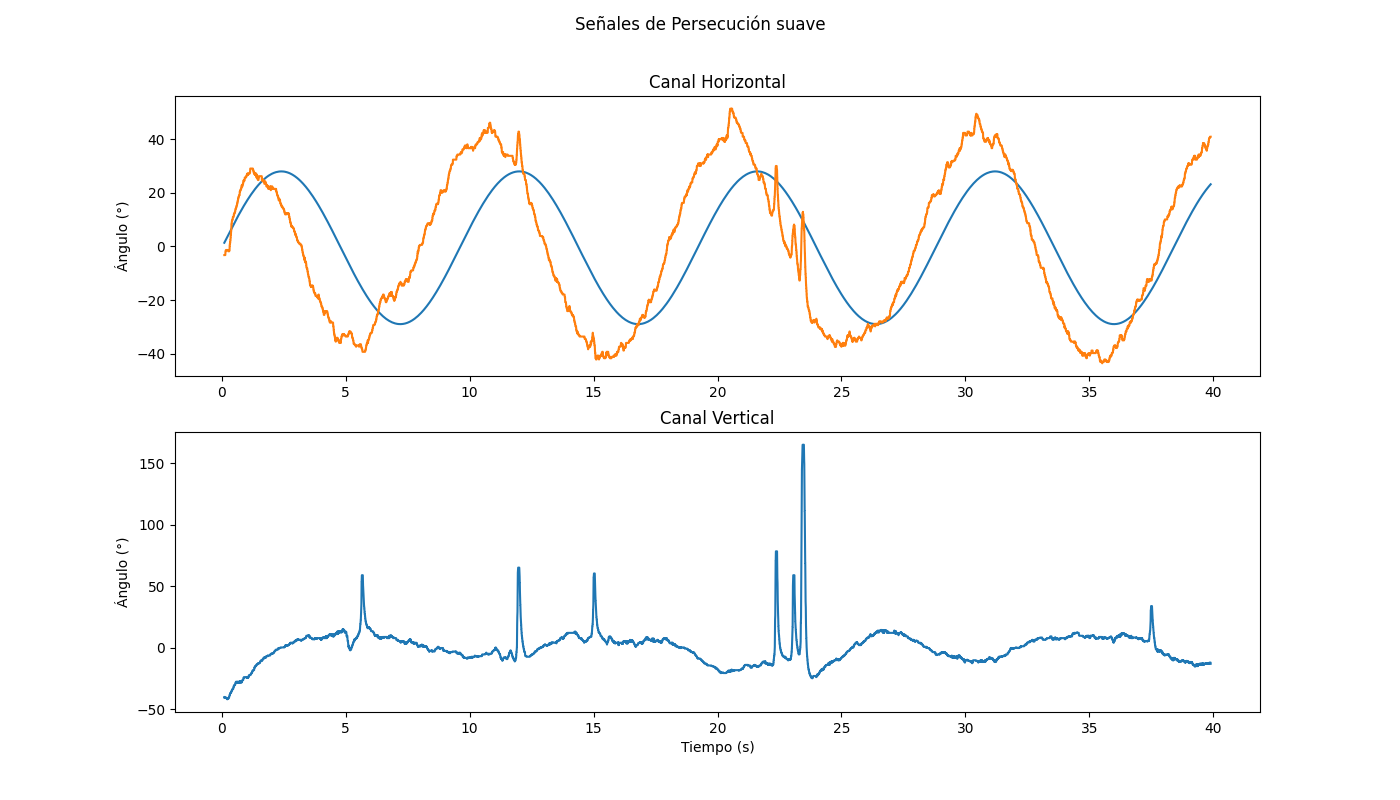 Señales de Persecución suave
Canal Horizontal
Ángulo (°)
40
20
0
−20
−40
0 5 10 15 20 25 30 35 40
Canal Vertical
Ángulo (°)
150
100
50
0
−50
0 5 10 15 20 25 30 35 40
Tiempo (s)